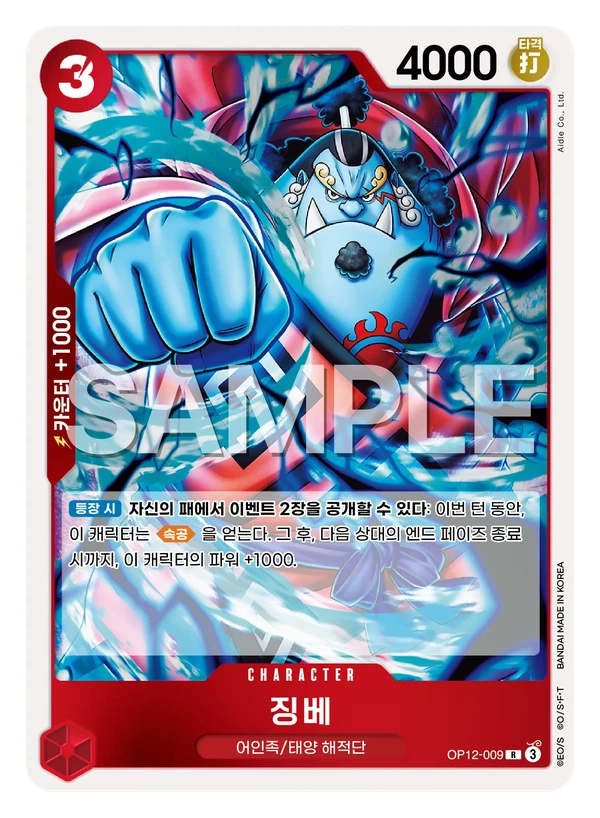 3
4000
타격
打
Aidle Co., Ltd.
카운터 +1000
SAMPLE
등장 시 자신의 패에서 이벤트 2장을 공개할 수 있다: 이번 턴 동안,
이 캐릭터는 속공 을 얻는다. 그 후, 다음 상대의 엔드 페이즈 종료
시까지, 이 캐릭터의 파워 +1000.
CHARACTER
징베
어인족/태양 해적단
OP12-009 R 3
©EO/S ©O/S·F·T BANDAI MADE IN KOREA